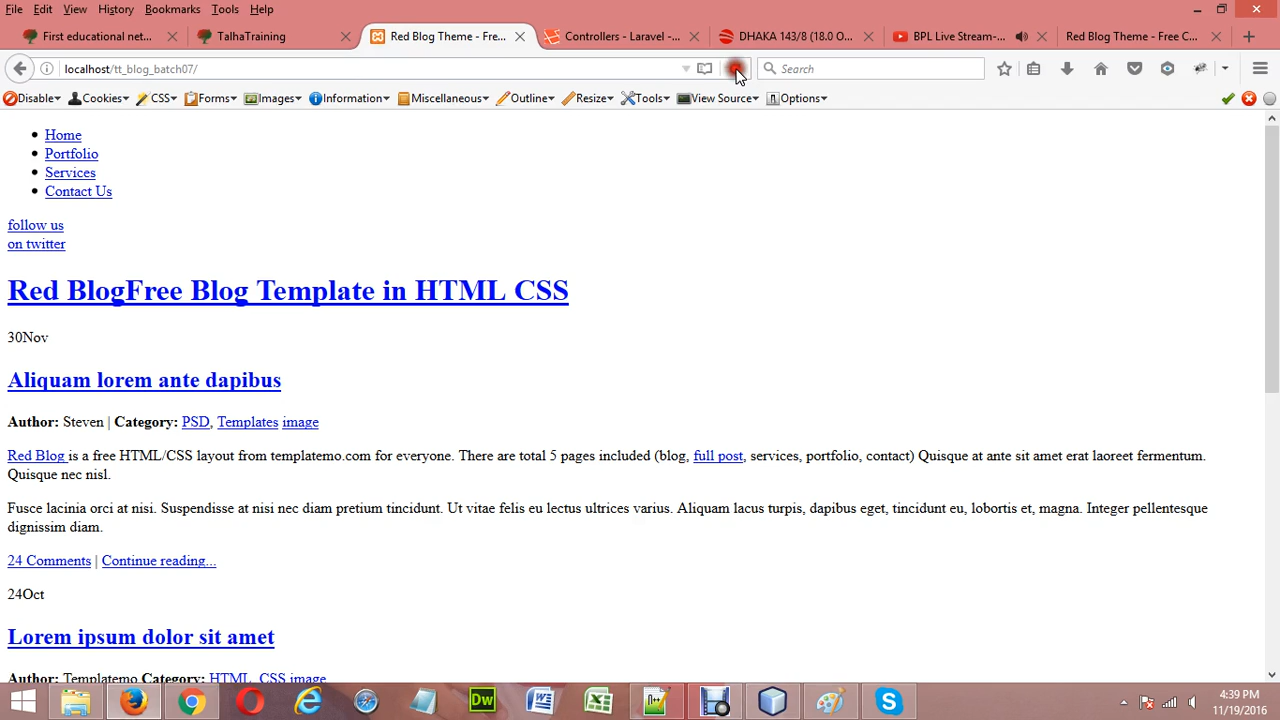 File Edit View History Bookmarks Tools Help
First educational net... TalhaTraining Red Blog Theme - Fre... Controllers - Laravel -... DHAKA 143/8 (18.0 O... BPL Live Stream-... Red Blog Theme - Free C...
localhost/tt_blog_batch07/ Search
Disable Cookies CSS Forms Images Information Miscellaneous Outline Resize Tools View Source Options
Home
Portfolio
Services
Contact Us
follow us
on twitter
Red BlogFree Blog Template in HTML CSS
30Nov
Aliquam lorem ante dapibus
Author: Steven | Category: PSD, Templates image
Red Blog is a free HTML/CSS layout from templatemo.com for everyone. There are total 5 pages included (blog, full post, services, portfolio, contact) Quisque at ante sit amet erat laoreet fermentum.
Quisque nec nisl.
Fusce lacinia orci at nisi. Suspendisse at nisi nec diam pretium tincidunt. Ut vitae felis eu lectus ultrices varius. Aliquam lacus turpis, dapibus eget, tincidunt eu, lobortis et, magna. Integer pellentesque
dignissim diam.
24 Comments | Continue reading...
24Oct
Lorem ipsum dolor sit amet
Author: Templatemo Category: HTML, CSS image
4:39 PM
11/19/2016